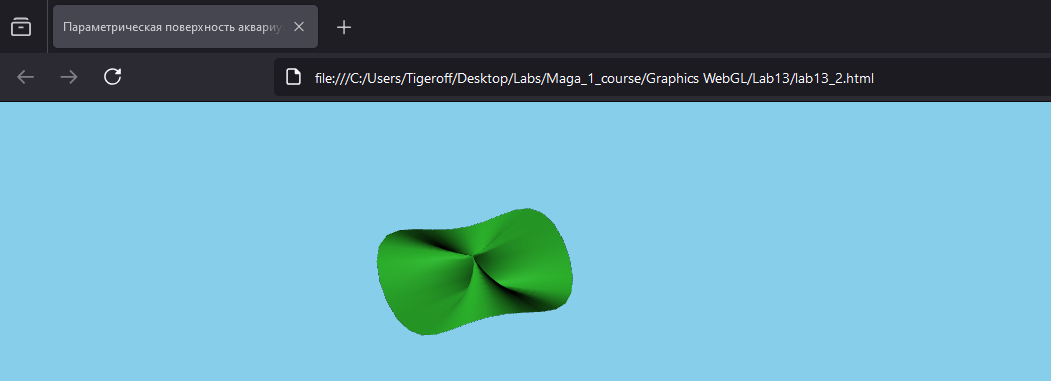 Параметрическая поверхность аквариу
file:///C:/Users/Tigeroff/Desktop/Labs/Maga_1_course/Graphics WebGL/Lab13/lab13_2.html